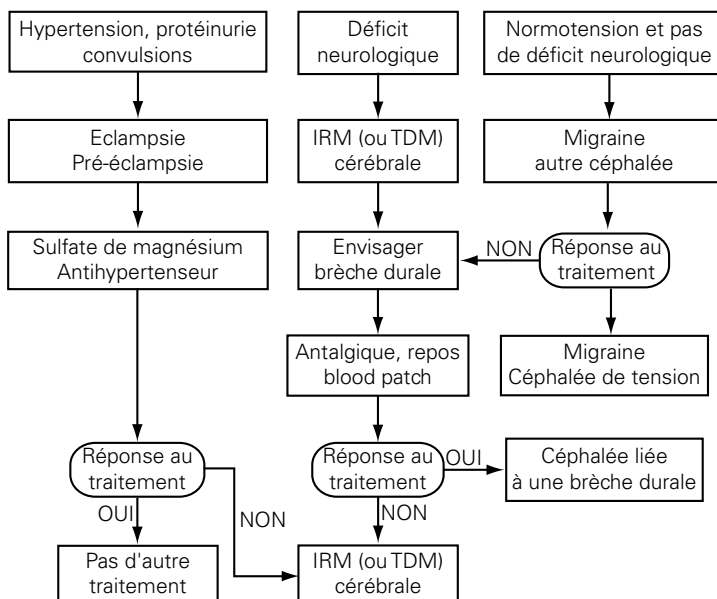 Hypertension, protéinurie
convulsions
Déficit
neurologique
Normotension et pas
de déficit neurologique
Eclampsie
Pré-éclampsie
IRM (ou TDM)
cérébrale
Migraine
autre céphalée
Sulfate de magnésium
Antihypertenseur
Envisager
brèche durale
NON
Réponse au
traitement
Antalgique, repos
blood patch
Migraine
Céphalée de tension
Réponse au
traitement
OUI
NON
Réponse au
traitement
OUI
NON
Céphalée liée
à une brèche durale
Pas d'autre
traitement
IRM (ou TDM)
cérébrale